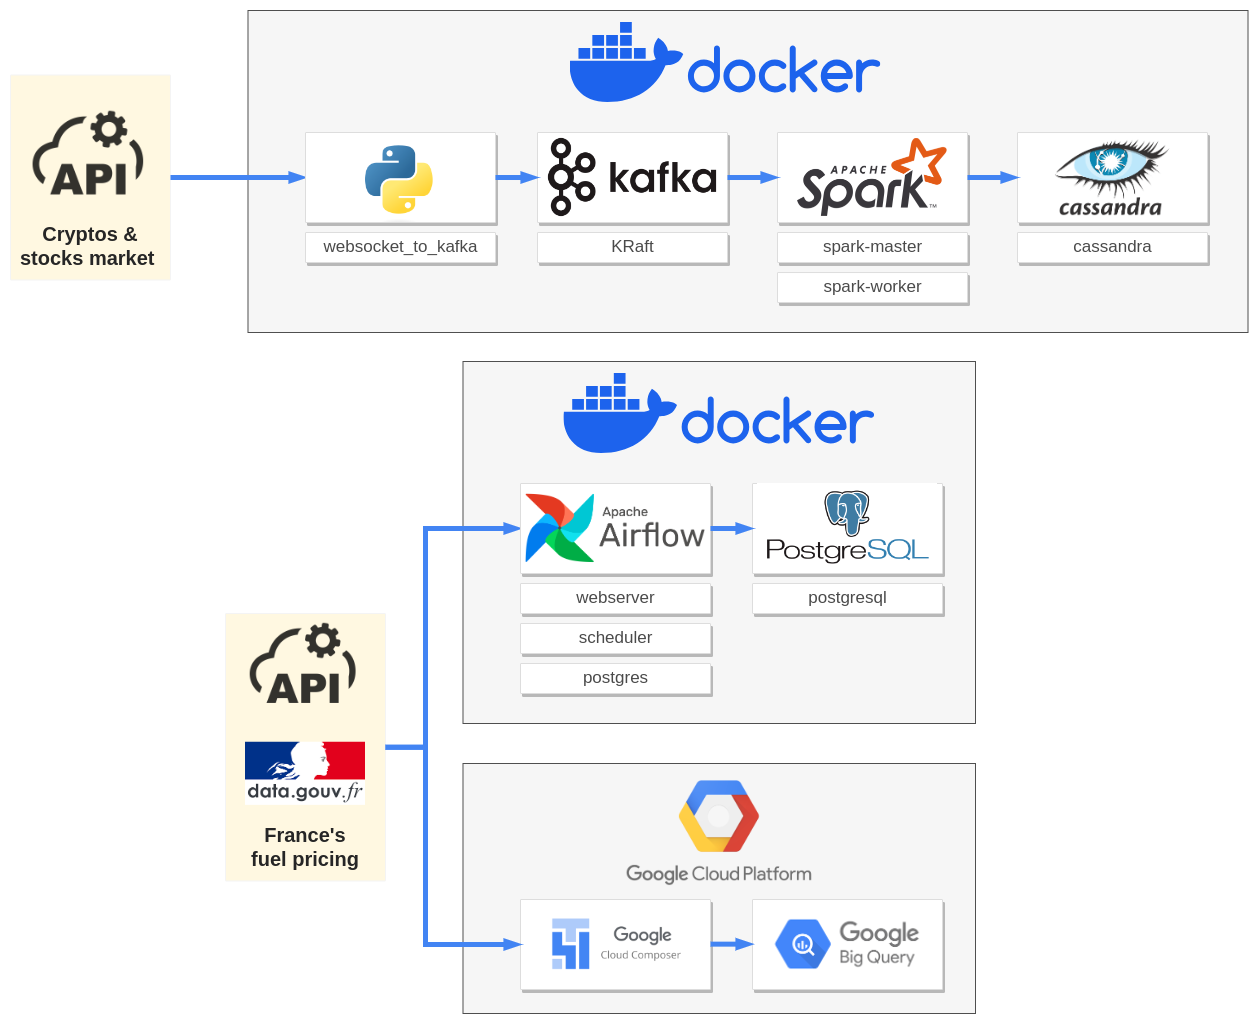 docker
API
Cryptos &
stocks market
kafka
APACHE
Spark™
cassandra
websocket_to_kafka
KRaft
spark-master
cassandra
spark-worker
docker
Apache
Airflow
PostgreSQL
webserver
postgresql
scheduler
postgres
API
data.gouv.fr
France's
fuel pricing
Google Cloud Platform
Google
Cloud Composer
Google
Big Query